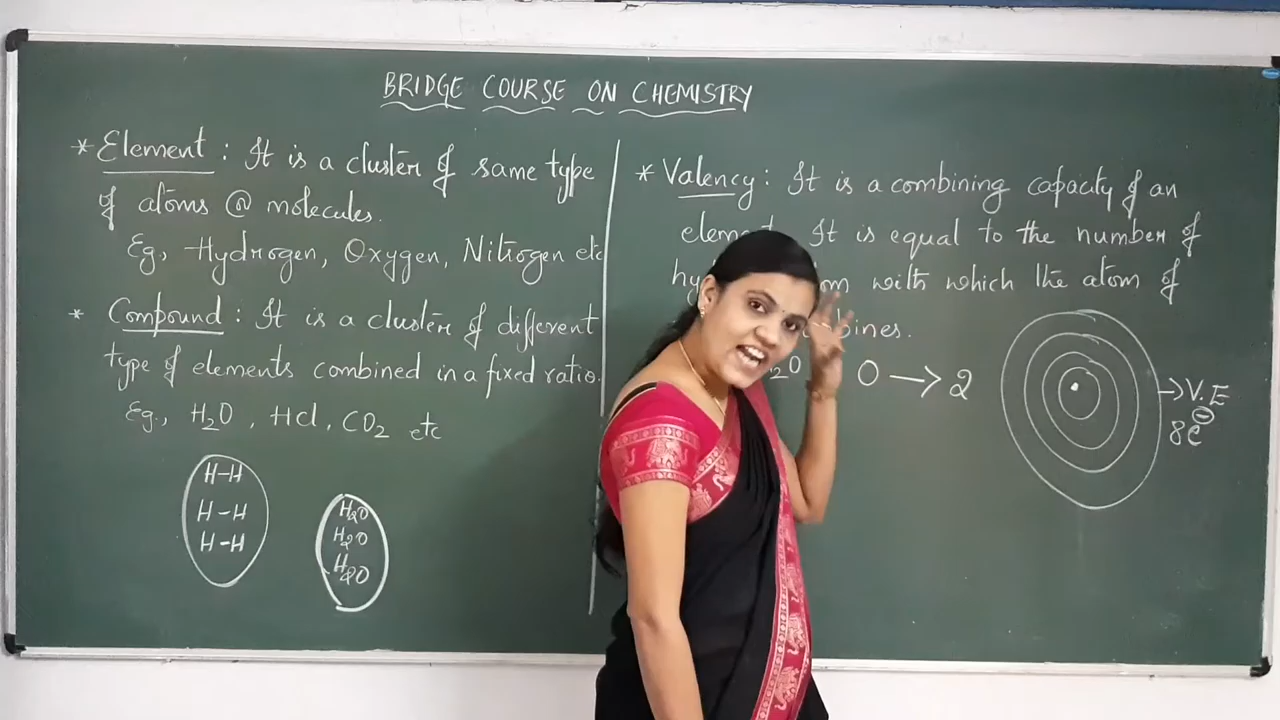 BRIDGE COURSE ON CHEMISTRY
* Element : It is a cluster of same type
of atoms @ molecules.
Eg, Hydrogen, Oxygen, Nitrogen etc
* Compound : It is a cluster of different
type of elements combined in a fixed ratio.
Eg., H2O , HCl, CO2 etc
H-H
H-H
H-H
H2O
H2O
H2O
* Valency : It is a combining capacity of an
It is equal to the number of
with which the atom of
O → 2
→ V.E
8e⊖